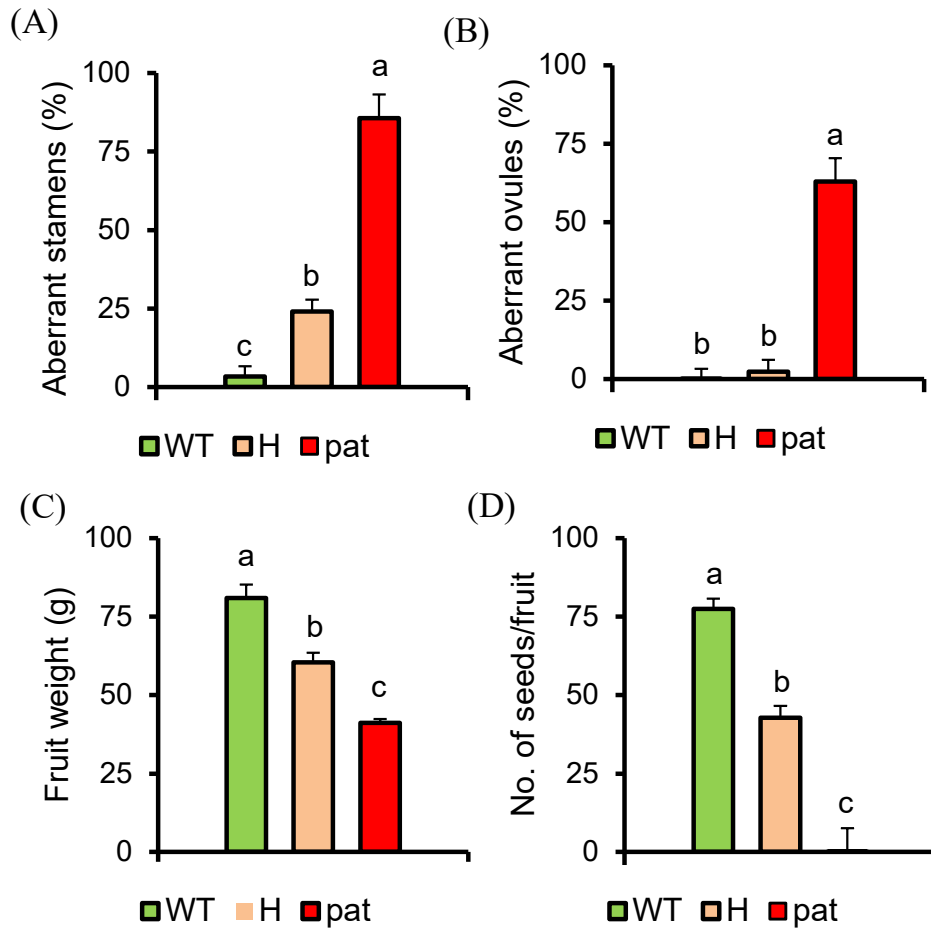 (A)
Aberrant stamens (%)
100
75
50
25
0
c
b
a
WT H pat
(B)
Aberrant ovules (%)
100
75
50
25
0
b
b
a
WT H pat
(C)
Fruit weight (g)
100
75
50
25
0
a
b
c
WT H pat
(D)
No. of seeds/fruit
100
75
50
25
0
a
b
c
WT H pat